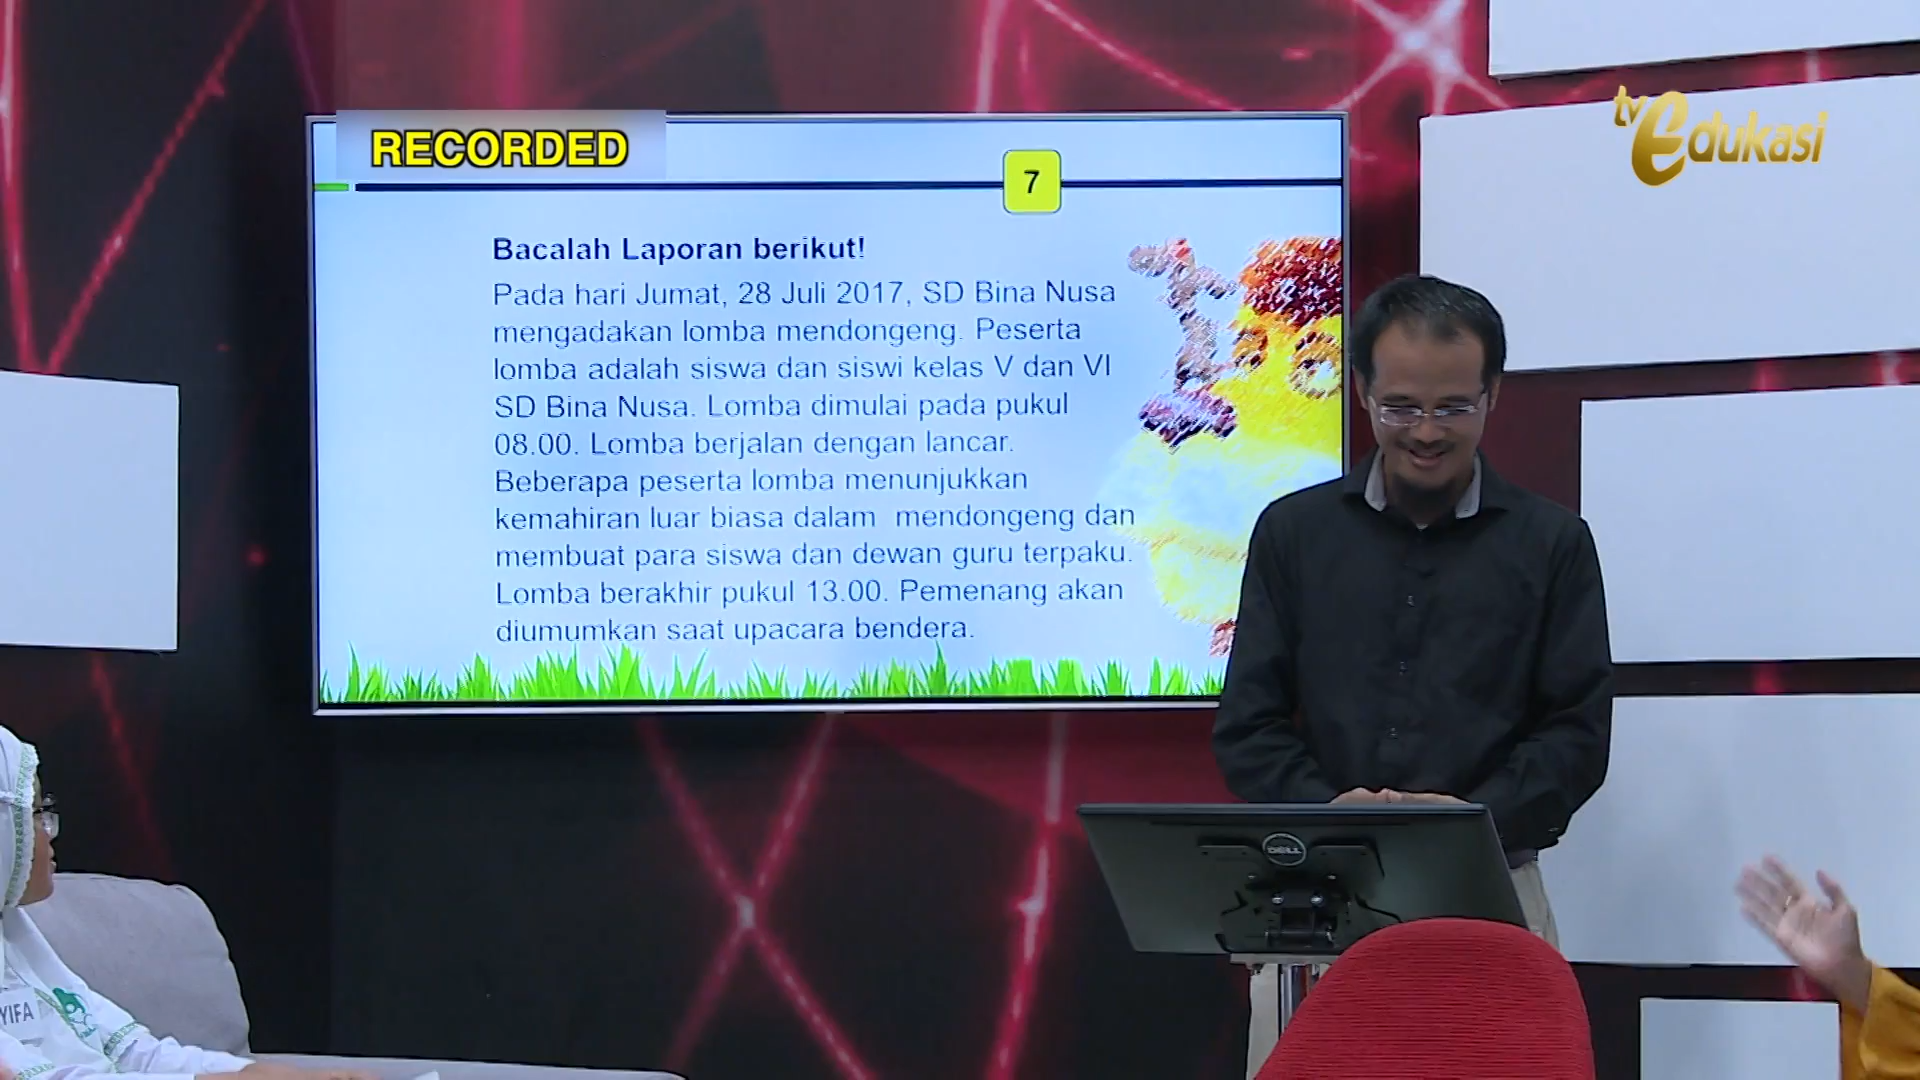 RECORDED
tv Edukasi
7
Bacalah Laporan berikut!
Pada hari Jumat, 28 Juli 2017, SD Bina Nusa
mengadakan lomba mendongeng. Peserta
lomba adalah siswa dan siswi kelas V dan VI
SD Bina Nusa. Lomba dimulai pada pukul
08.00. Lomba berjalan dengan lancar.
Beberapa peserta lomba menunjukkan
kemahiran luar biasa dalam mendongeng dan
membuat para siswa dan dewan guru terpaku.
Lomba berakhir pukul 13.00. Pemenang akan
diumumkan saat upacara bendera.
DELL
YIFA